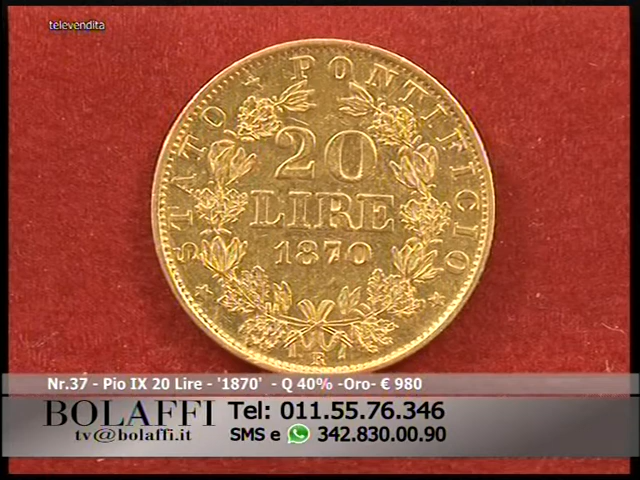 televendita
STATO PONTIFICIO
20
LIRE
1870
R
Nr.37 - Pio IX 20 Lire - '1870' - Q 40% -Oro- € 980
BOLAFFI
tv@bolaffi.it
Tel: 011.55.76.346
SMS e 342.830.00.90